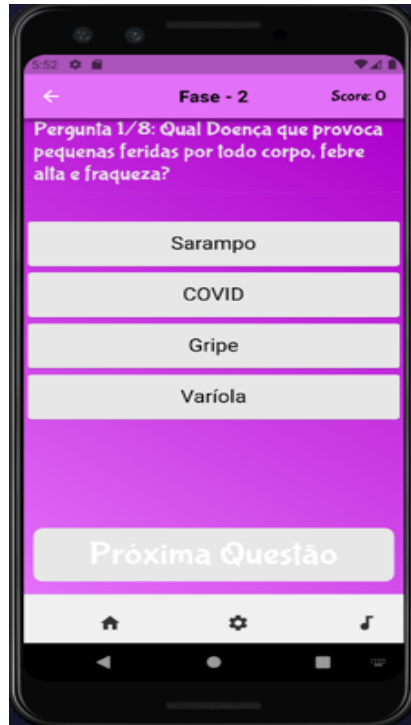 5:52
Fase - 2
Score: 0
Pergunta 1/8: Qual Doença que provoca
pequenas feridas por todo corpo, febre
alta e fraqueza?
Sarampo
COVID
Gripe
Varíola
Próxima Questão